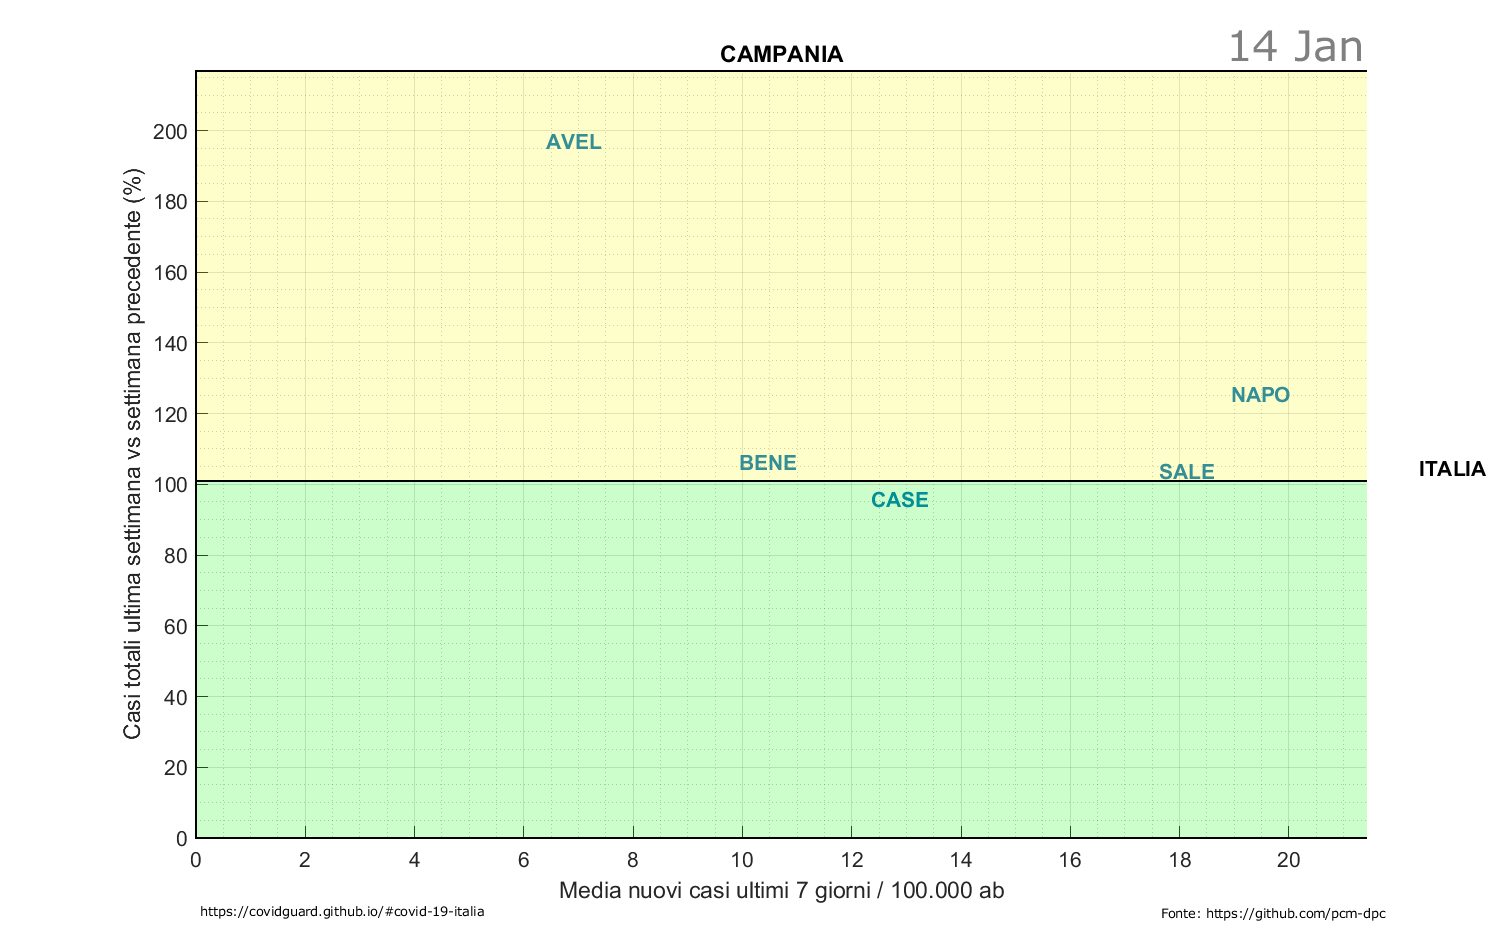 14 Jan
CAMPANIA
Casi totali ultima settimana vs settimana precedente (%)
200
180
160
140
120
100
80
60
40
20
0
AVEL
NAPO
BENE
SALE
ITALIA
CASE
0 2 4 6 8 10 12 14 16 18 20
Media nuovi casi ultimi 7 giorni / 100.000 ab
https://covidguard.github.io/#covid-19-italia
Fonte: https://github.com/pcm-dpc